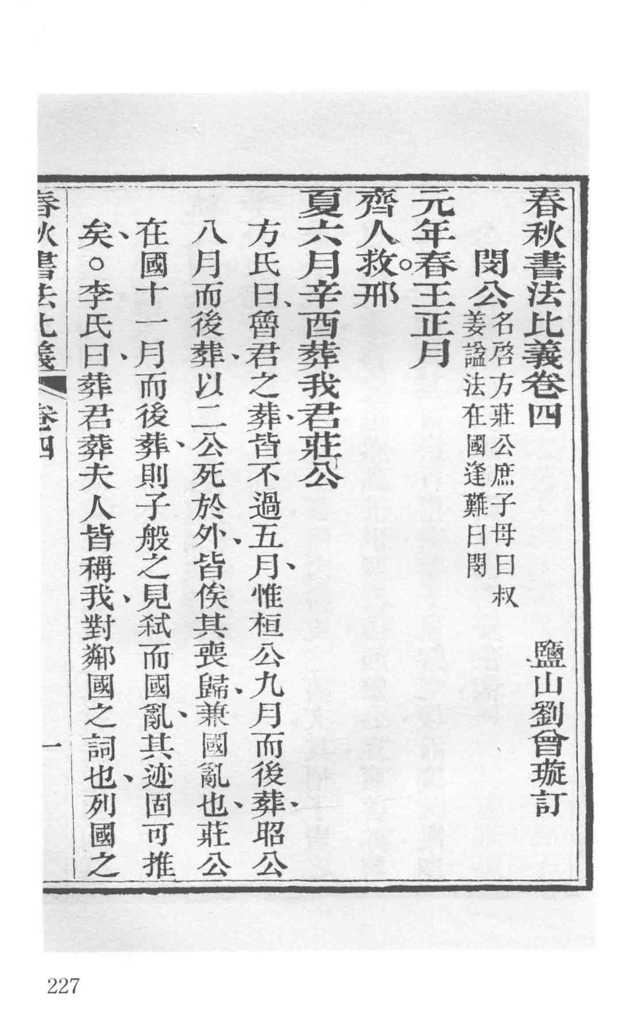 春秋書法比義卷四
鹽山劉曾璇訂
閔公名啓方莊公庶子母曰叔
姜諡法在國逢難曰閔
元年春王正月
齊人救邢
夏六月辛酉葬我君莊公
方氏曰魯君之葬皆不過五月惟桓公九月而後葬昭公
八月而後葬以二公死於外皆俟其喪歸兼國亂也莊公
在國十一月而後葬則子般之見弒而國亂其迹固可推
矣○李氏曰葬君葬夫人皆稱我對鄰國之詞也列國之
春秋書法比義 卷四 一
227